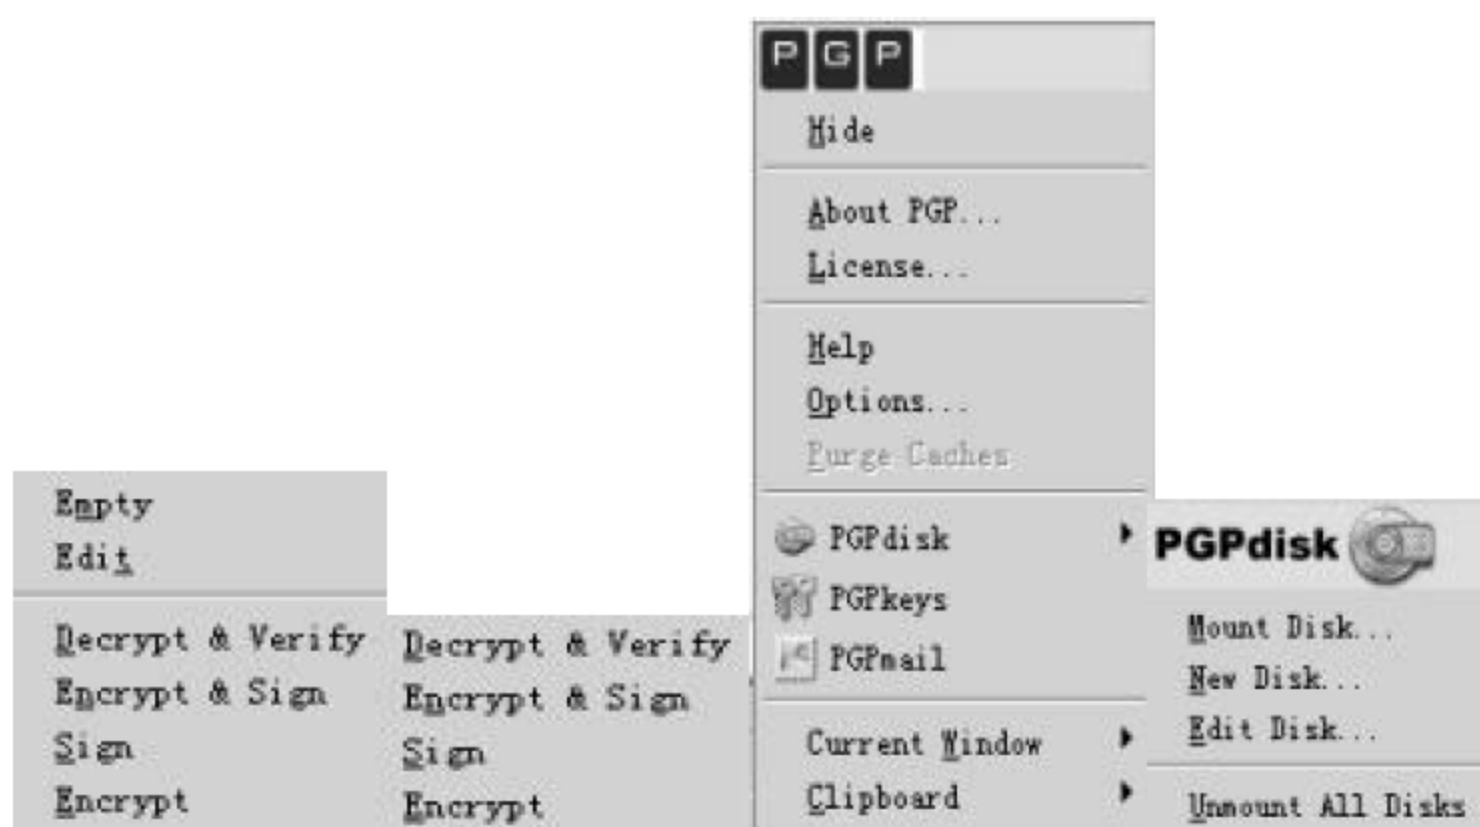 PGP
Hide
About PGP...
License...
Help
Options...
Purge Caches
PGPdisk
PGPkeys
PGPmail
Current Window
Clipboard
Empty
Edit
Decrypt & Verify
Encrypt & Sign
Sign
Encrypt
Decrypt & Verify
Encrypt & Sign
Sign
Encrypt
PGPdisk
Mount Disk...
New Disk...
Edit Disk...
Unmount All Disks